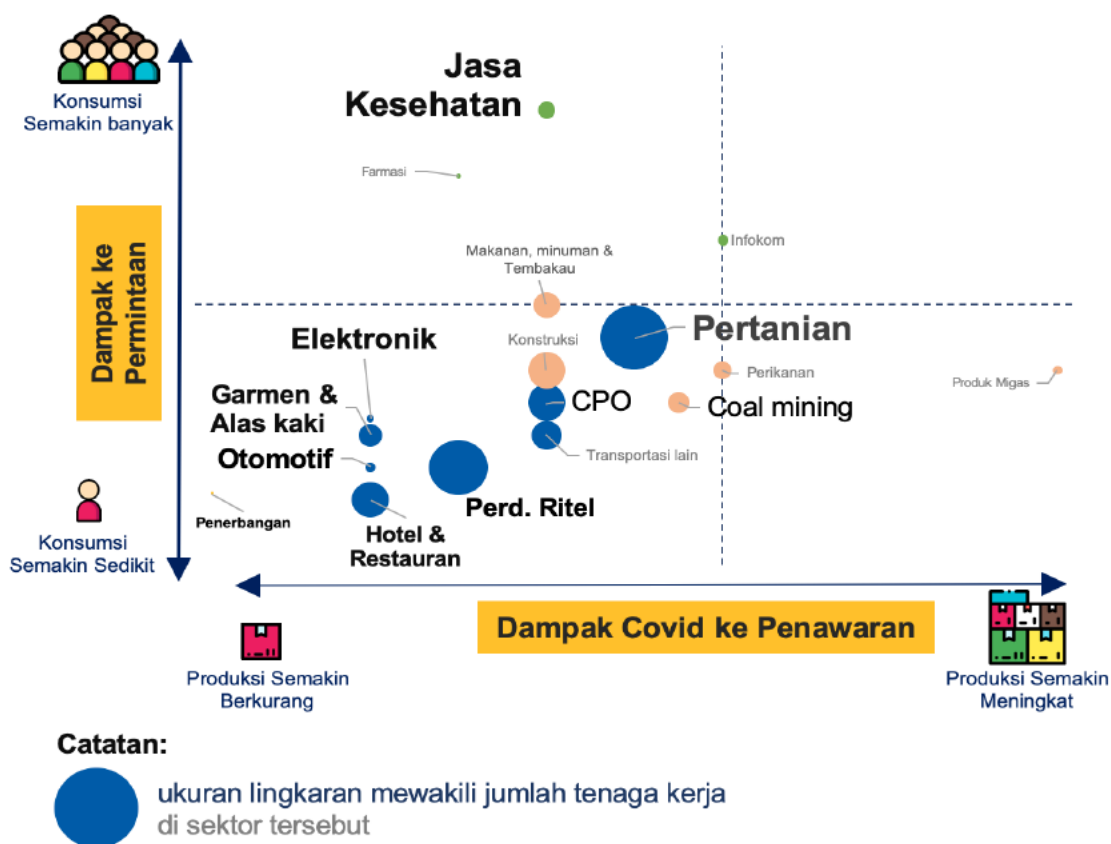 Konsumsi
Semakin banyak
Jasa
Kesehatan
Farmasi
Infokom
Makanan, minuman &
Tembakau
Dampak ke
Permintaan
Elektronik
Konstruksi
Pertanian
Perikanan
Produk Migas
Garmen &
Alas kaki
CPO
Coal mining
Otomotif
Transportasi lain
Perd. Ritel
Penerbangan
Hotel &
Restauran
Konsumsi
Semakin Sedikit
Dampak Covid ke Penawaran
Produksi Semakin
Berkurang
Produksi Semakin
Meningkat
Catatan:
ukuran lingkaran mewakili jumlah tenaga kerja
di sektor tersebut